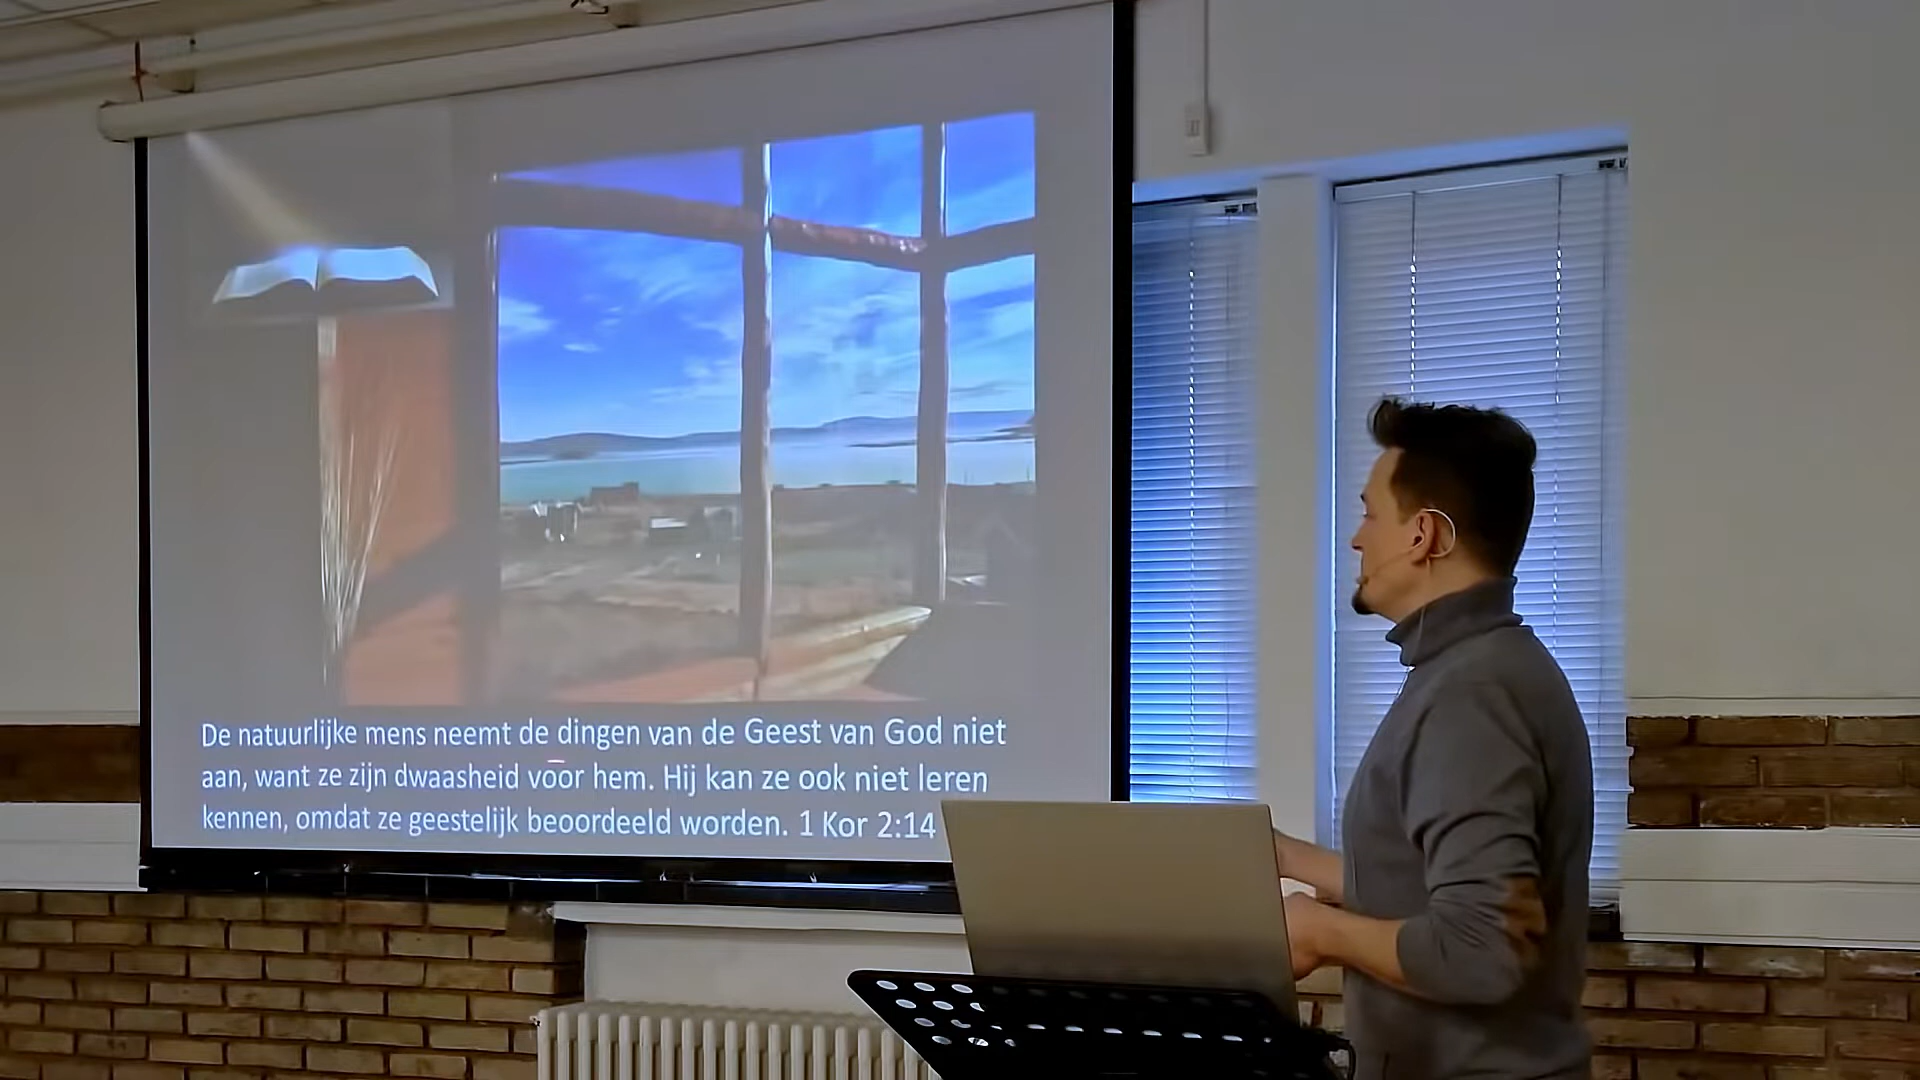 De natuurlijke mens neemt de dingen van de Geest van God niet
aan, want ze zijn dwaasheid voor hem. Hij kan ze ook niet leren
kennen, omdat ze geestelijk beoordeeld worden. 1 Kor 2:14